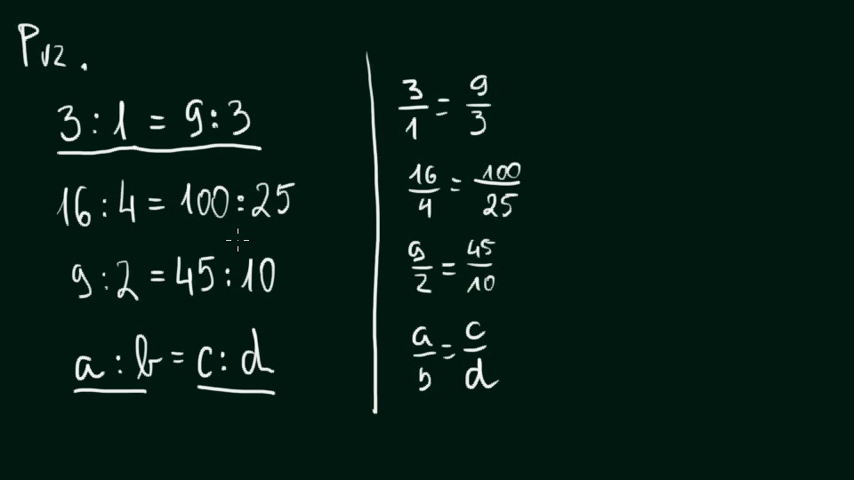 Pvz.
3 : 1 = 9 : 3
16 : 4 = 100 : 25
9 : 2 = 45 : 10
a : b = c : d
3/1 = 9/3
16/4 = 100/25
9/2 = 45/10
a/b = c/d